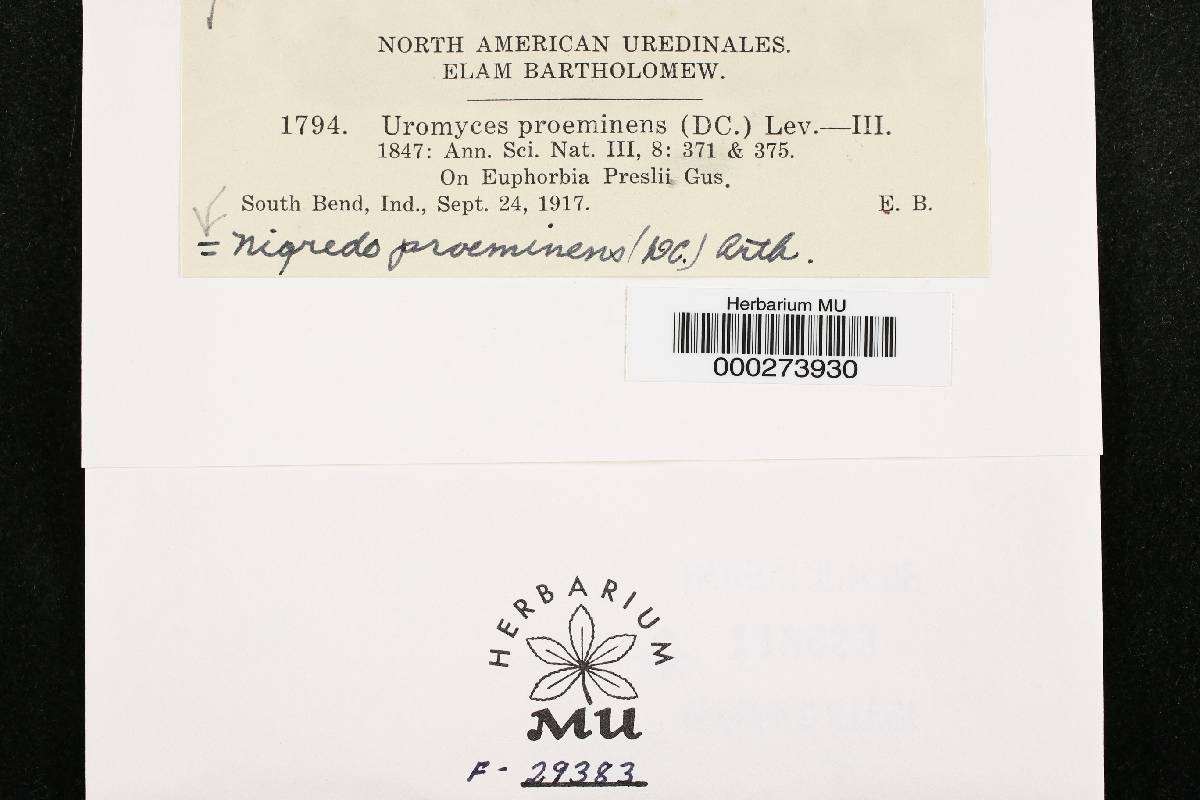 NORTH AMERICAN UREDINALES.
ELAM BARTHOLOMEW.
1794. Uromyces proeminens (DC.) Lev.—III.
1847: Ann. Sci. Nat. III, 8: 371 & 375.
On Euphorbia Preslii Gus.
South Bend, Ind., Sept. 24, 1917. E. B.
= Nigredo proeminens (DC.) Arth.
Herbarium MU
000273930
HERBARIUM
MU
F- 29383